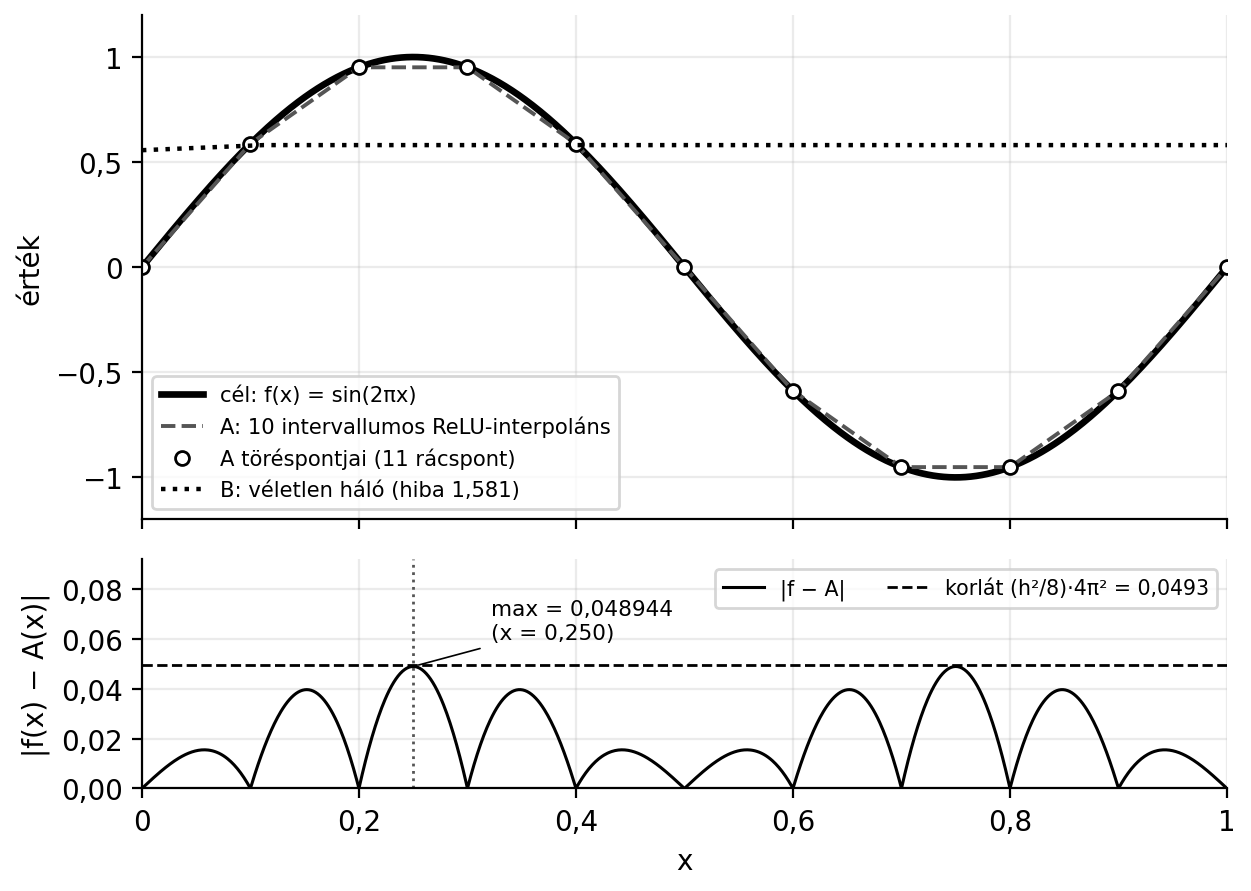 1
0,5
0
−0,5
−1
érték
cél: f(x) = sin(2πx)
A: 10 intervallumos ReLU-interpoláns
A töréspontjai (11 rácspont)
B: véletlen háló (hiba 1,581)
0,08
0,06
0,04
0,02
0,00
|f(x) − A(x)|
max = 0,048944
(x = 0,250)
|f − A|
korlát (h²/8)·4π² = 0,0493
0
0,2
0,4
0,6
0,8
1
x